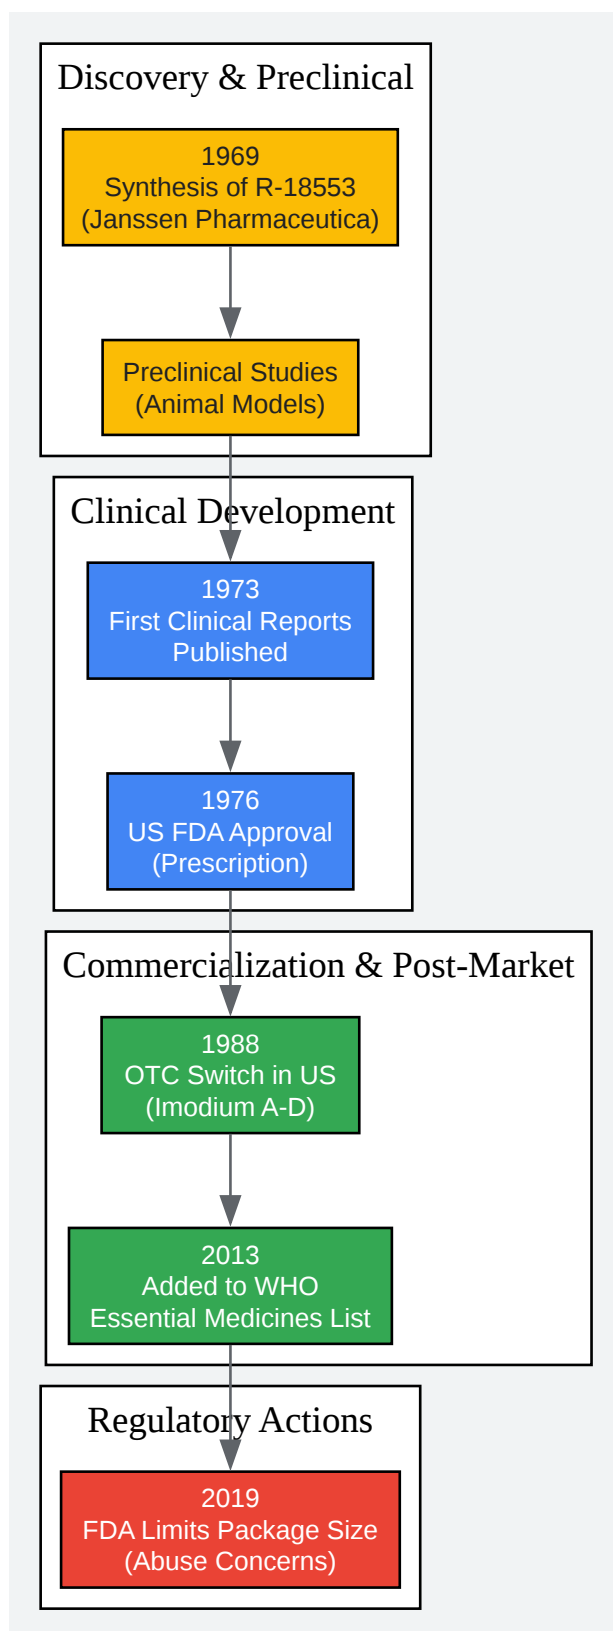 Discovery & Preclinical
1969
Synthesis of R-18553
(Janssen Pharmaceutica)
Preclinical Studies
(Animal Models)
Clinical Development
1973
First Clinical Reports
Published
1976
US FDA Approval
(Prescription)
Commercialization & Post-Market
1988
OTC Switch in US
(Imodium A-D)
2013
Added to WHO
Essential Medicines List
Regulatory Actions
2019
FDA Limits Package Size
(Abuse Concerns)